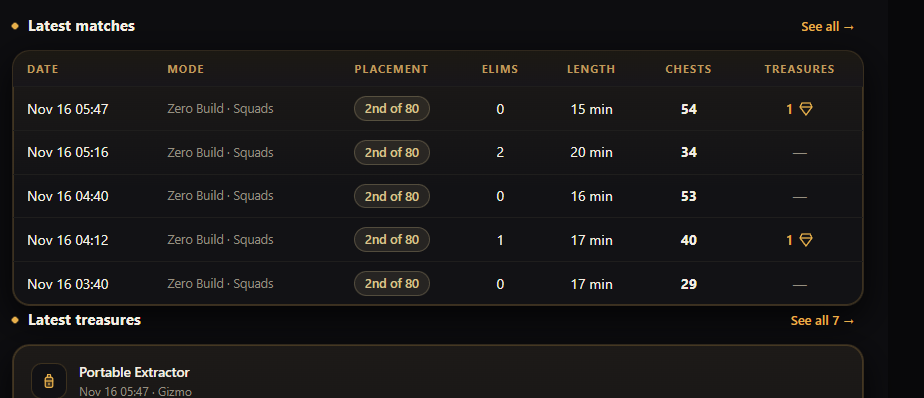 Latest matches
See all →
DATE MODE PLACEMENT ELIMS LENGTH CHESTS TREASURES
Nov 16 05:47 Zero Build · Squads 2nd of 80 0 15 min 54 1
Nov 16 05:16 Zero Build · Squads 2nd of 80 2 20 min 34 —
Nov 16 04:40 Zero Build · Squads 2nd of 80 0 16 min 53 —
Nov 16 04:12 Zero Build · Squads 2nd of 80 1 17 min 40 1
Nov 16 03:40 Zero Build · Squads 2nd of 80 0 17 min 29 —
Latest treasures
See all 7 →
Portable Extractor
Nov 16 05:47 · Gizmo